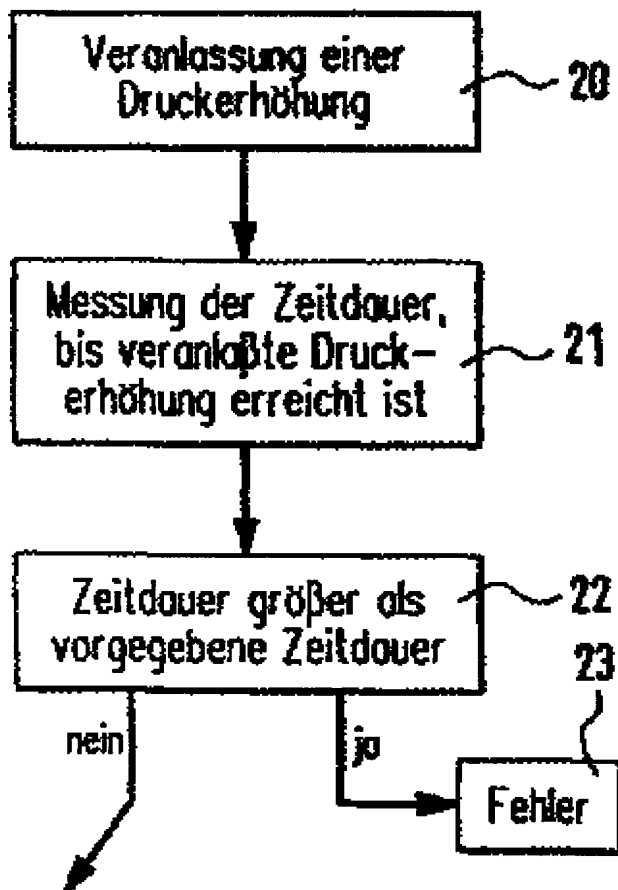 Veranlassung einer
Druckerhöhung
20
Messung der Zeitdauer,
bis veranlaßte Druck-
erhöhung erreicht ist
21
Zeitdauer größer als
vorgegebene Zeitdauer
22
23
nein
ja
Fehler